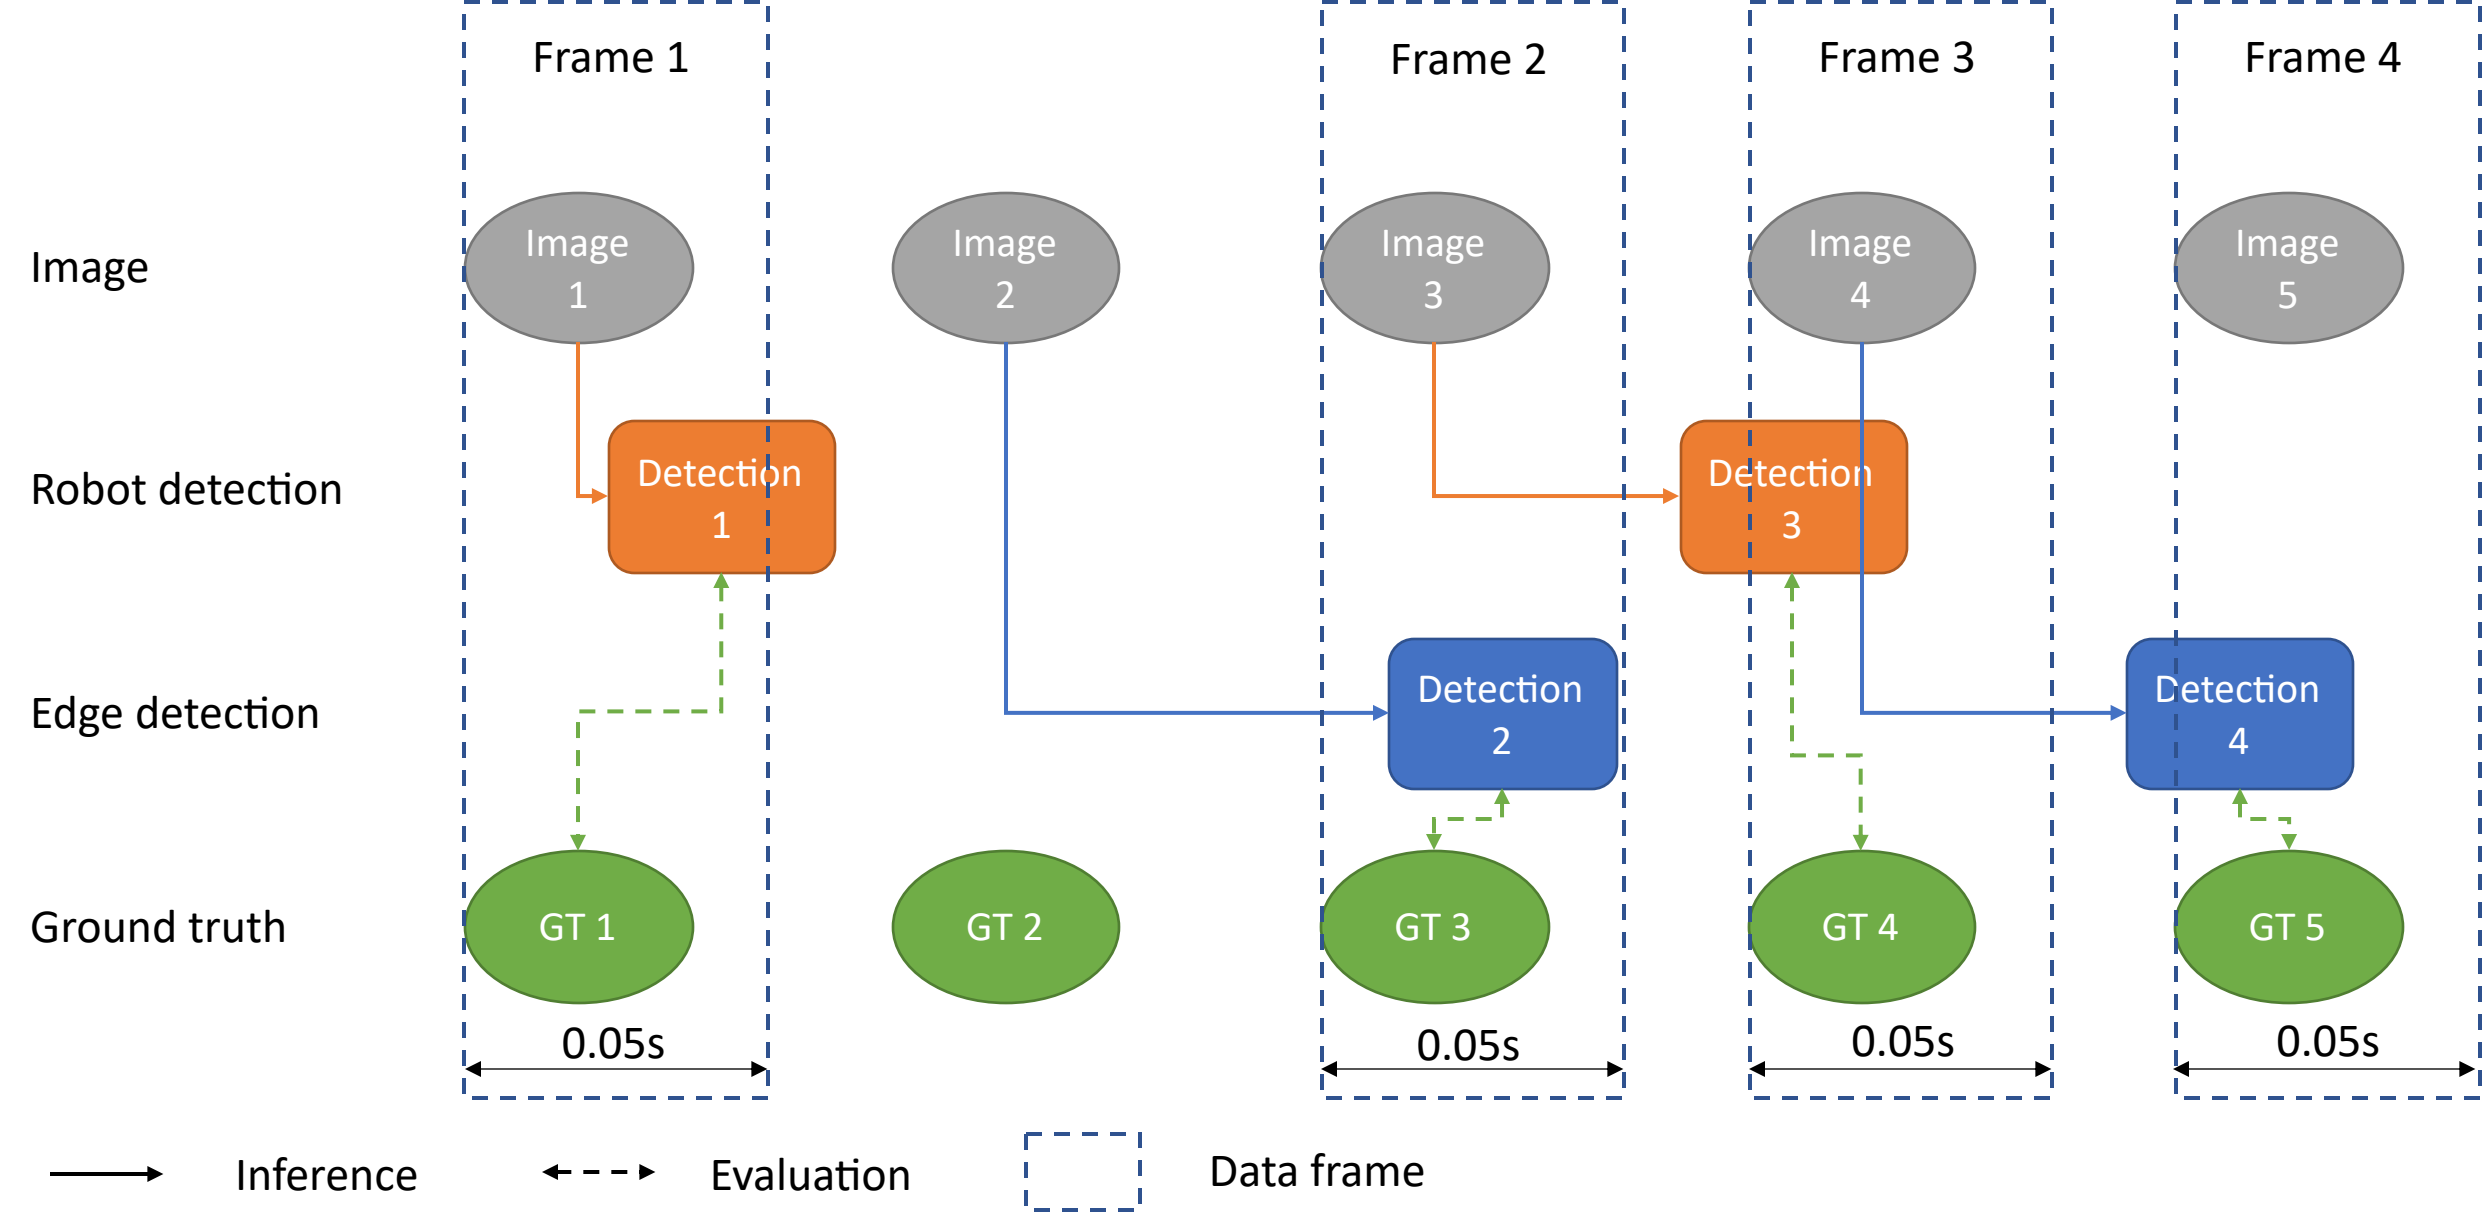 Frame 1
Frame 2
Frame 3
Frame 4
Image
Image
1
Image
2
Image
3
Image
4
Image
5
Robot detection
Detection
1
Detection
3
Edge detection
Detection
2
Detection
4
Ground truth
GT 1
GT 2
GT 3
GT 4
GT 5
0.05s
0.05s
0.05s
0.05s
Inference
Evaluation
Data frame